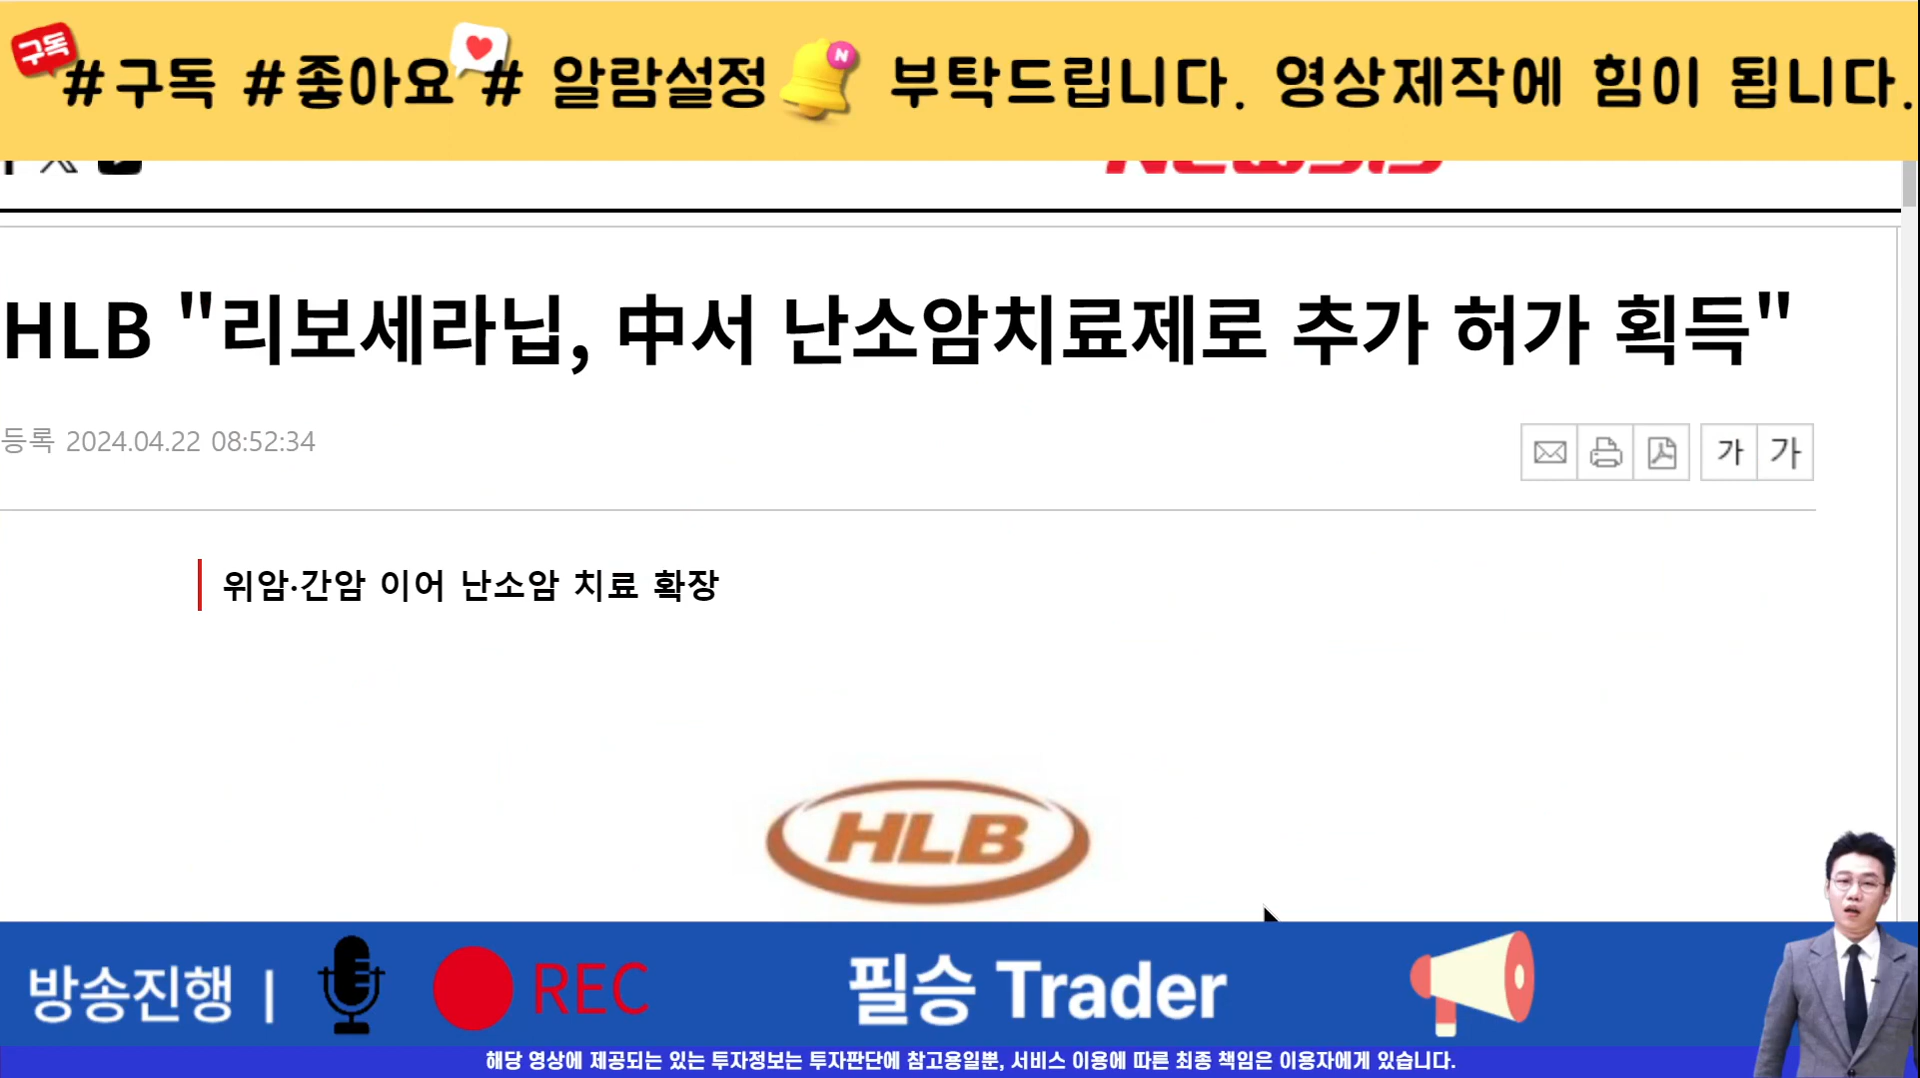 구독
#구독 #좋아요 # 알람설정 N 부탁드립니다. 영상제작에 힘이 됩니다.
HLB "리보세라닙, 中서 난소암치료제로 추가 허가 획득"
등록 2024.04.22 08:52:34
가 가
위암·간암 이어 난소암 치료 확장
HLB
방송진행 | REC 필승 Trader
해당 영상에 제공되는 있는 투자정보는 투자판단에 참고용일뿐, 서비스 이용에 따른 최종 책임은 이용자에게 있습니다.